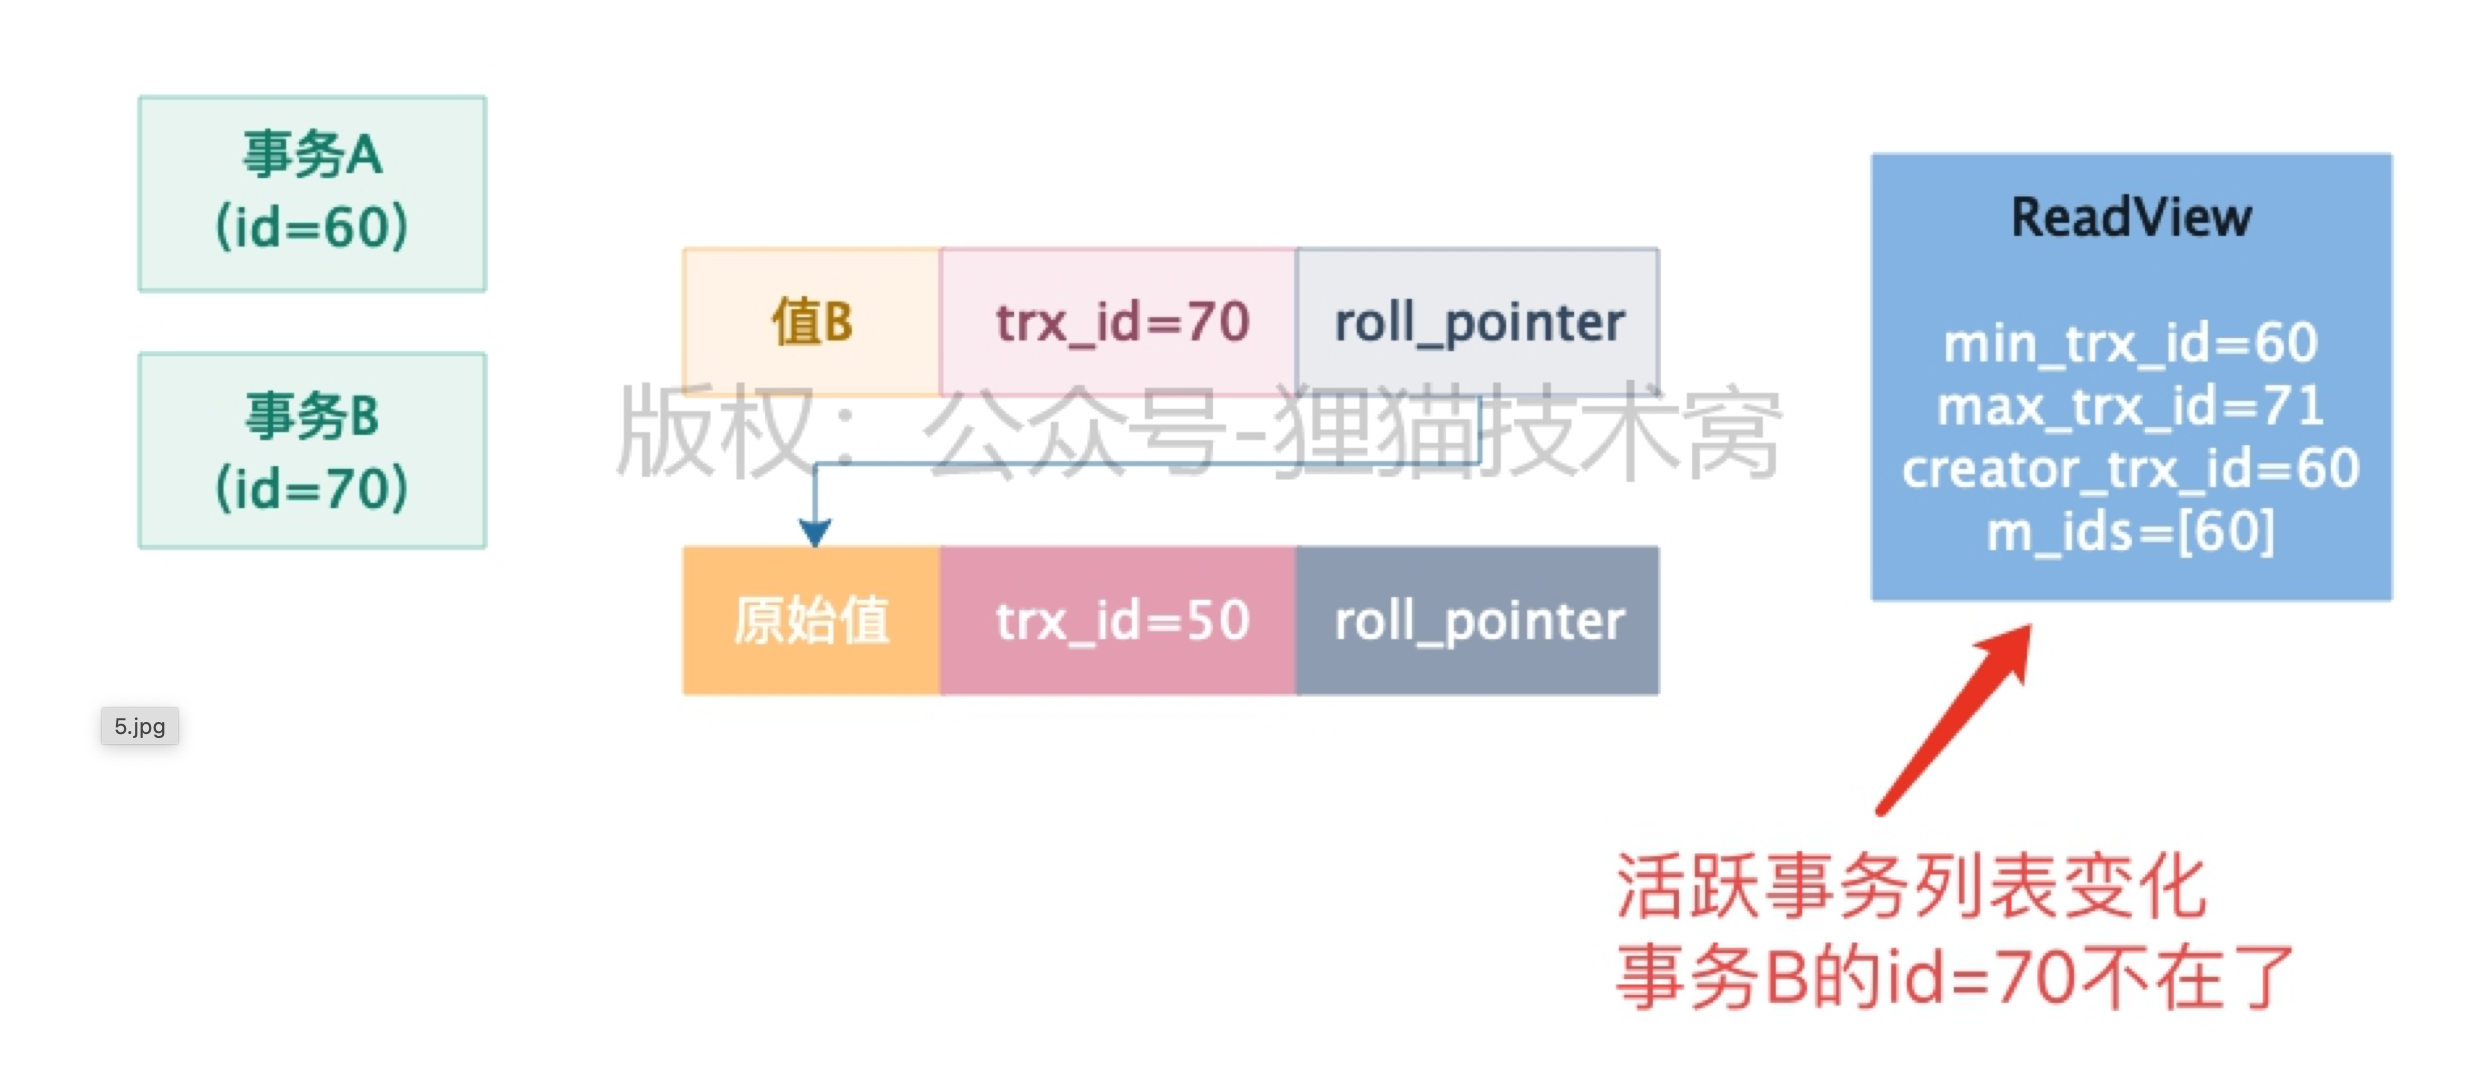 事务A
(id=60)
事务B
(id=70)
值B
trx_id=70
roll_pointer
版权：公众号-狸猫技术窝
原始值
trx_id=50
roll_pointer
ReadView
min_trx_id=60
max_trx_id=71
creator_trx_id=60
m_ids=[60]
5.jpg
活跃事务列表变化
事务B的id=70不在了